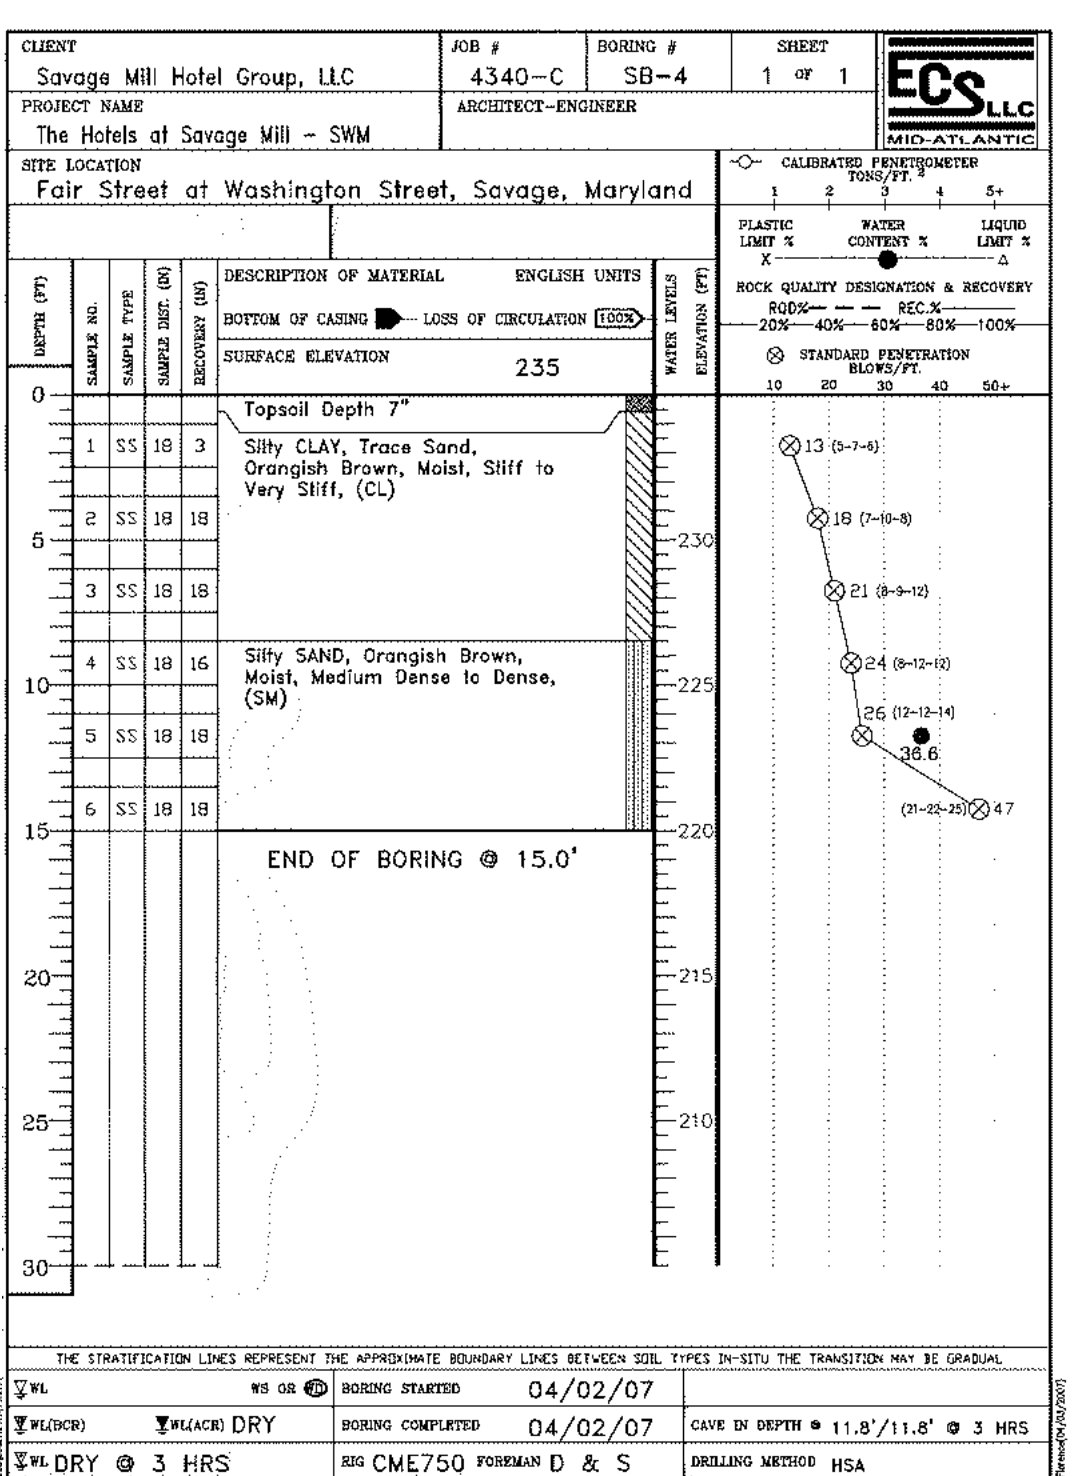 CLIENT JOB # BORING # SHEET
Savage Mill Hotel Group, LLC 4340-C SB-4 1 OF 1
ECS LLC
MID-ATLANTIC
PROJECT NAME ARCHITECT-ENGINEER
The Hotels at Savage Mill - SWM
SITE LOCATION
Fair Street at Washington Street, Savage, Maryland
CALIBRATED PENETROMETER
TONS/FT. 2
1 2 3 4 5+
PLASTIC WATER LIQUID
LIMIT % CONTENT % LIMIT %
X
ROCK QUALITY DESIGNATION & RECOVERY
RQD% REC.%
20% 40% 60% 80% 100%
STANDARD PENETRATION
BLOWS/FT.
10 20 30 40 50+
DEPTH (FT)
SAMPLE NO.
SAMPLE TYPE
SAMPLE DIST. (IN)
RECOVERY (IN)
DESCRIPTION OF MATERIAL ENGLISH UNITS
BOTTOM OF CASING LOSS OF CIRCULATION 100%
SURFACE ELEVATION 235
WATER LEVELS
ELEVATION (FT)
0
Topsoil Depth 7"
1 SS 18 3 Silty CLAY, Trace Sand, 13 (5-7-6)
Orangish Brown, Moist, Stiff to
Very Stiff, (CL)
2 SS 18 18 18 (7-10-8)
5 230
3 SS 18 18 21 (8-9-12)
4 SS 18 16 Silty SAND, Orangish Brown, 24 (8-12-12)
Moist, Medium Dense to Dense,
10 225
(SM)
26 (12-12-14)
5 SS 18 18
36.6
6 SS 18 18 (21-22-25) 47
15 220
END OF BORING @ 15.0'
20 215
25 210
30
THE STRATIFICATION LINES REPRESENT THE APPROXIMATE BOUNDARY LINES BETWEEN SOIL TYPES IN-SITU THE TRANSITION MAY BE GRADUAL
WL WS OR WD BORING STARTED 04/02/07
WL(BCR) WL(ACR) DRY BORING COMPLETED 04/02/07 CAVE IN DEPTH @ 11.8'/11.8' @ 3 HRS
WL DRY @ 3 HRS RIG CME750 FOREMAN D & S DRILLING METHOD HSA